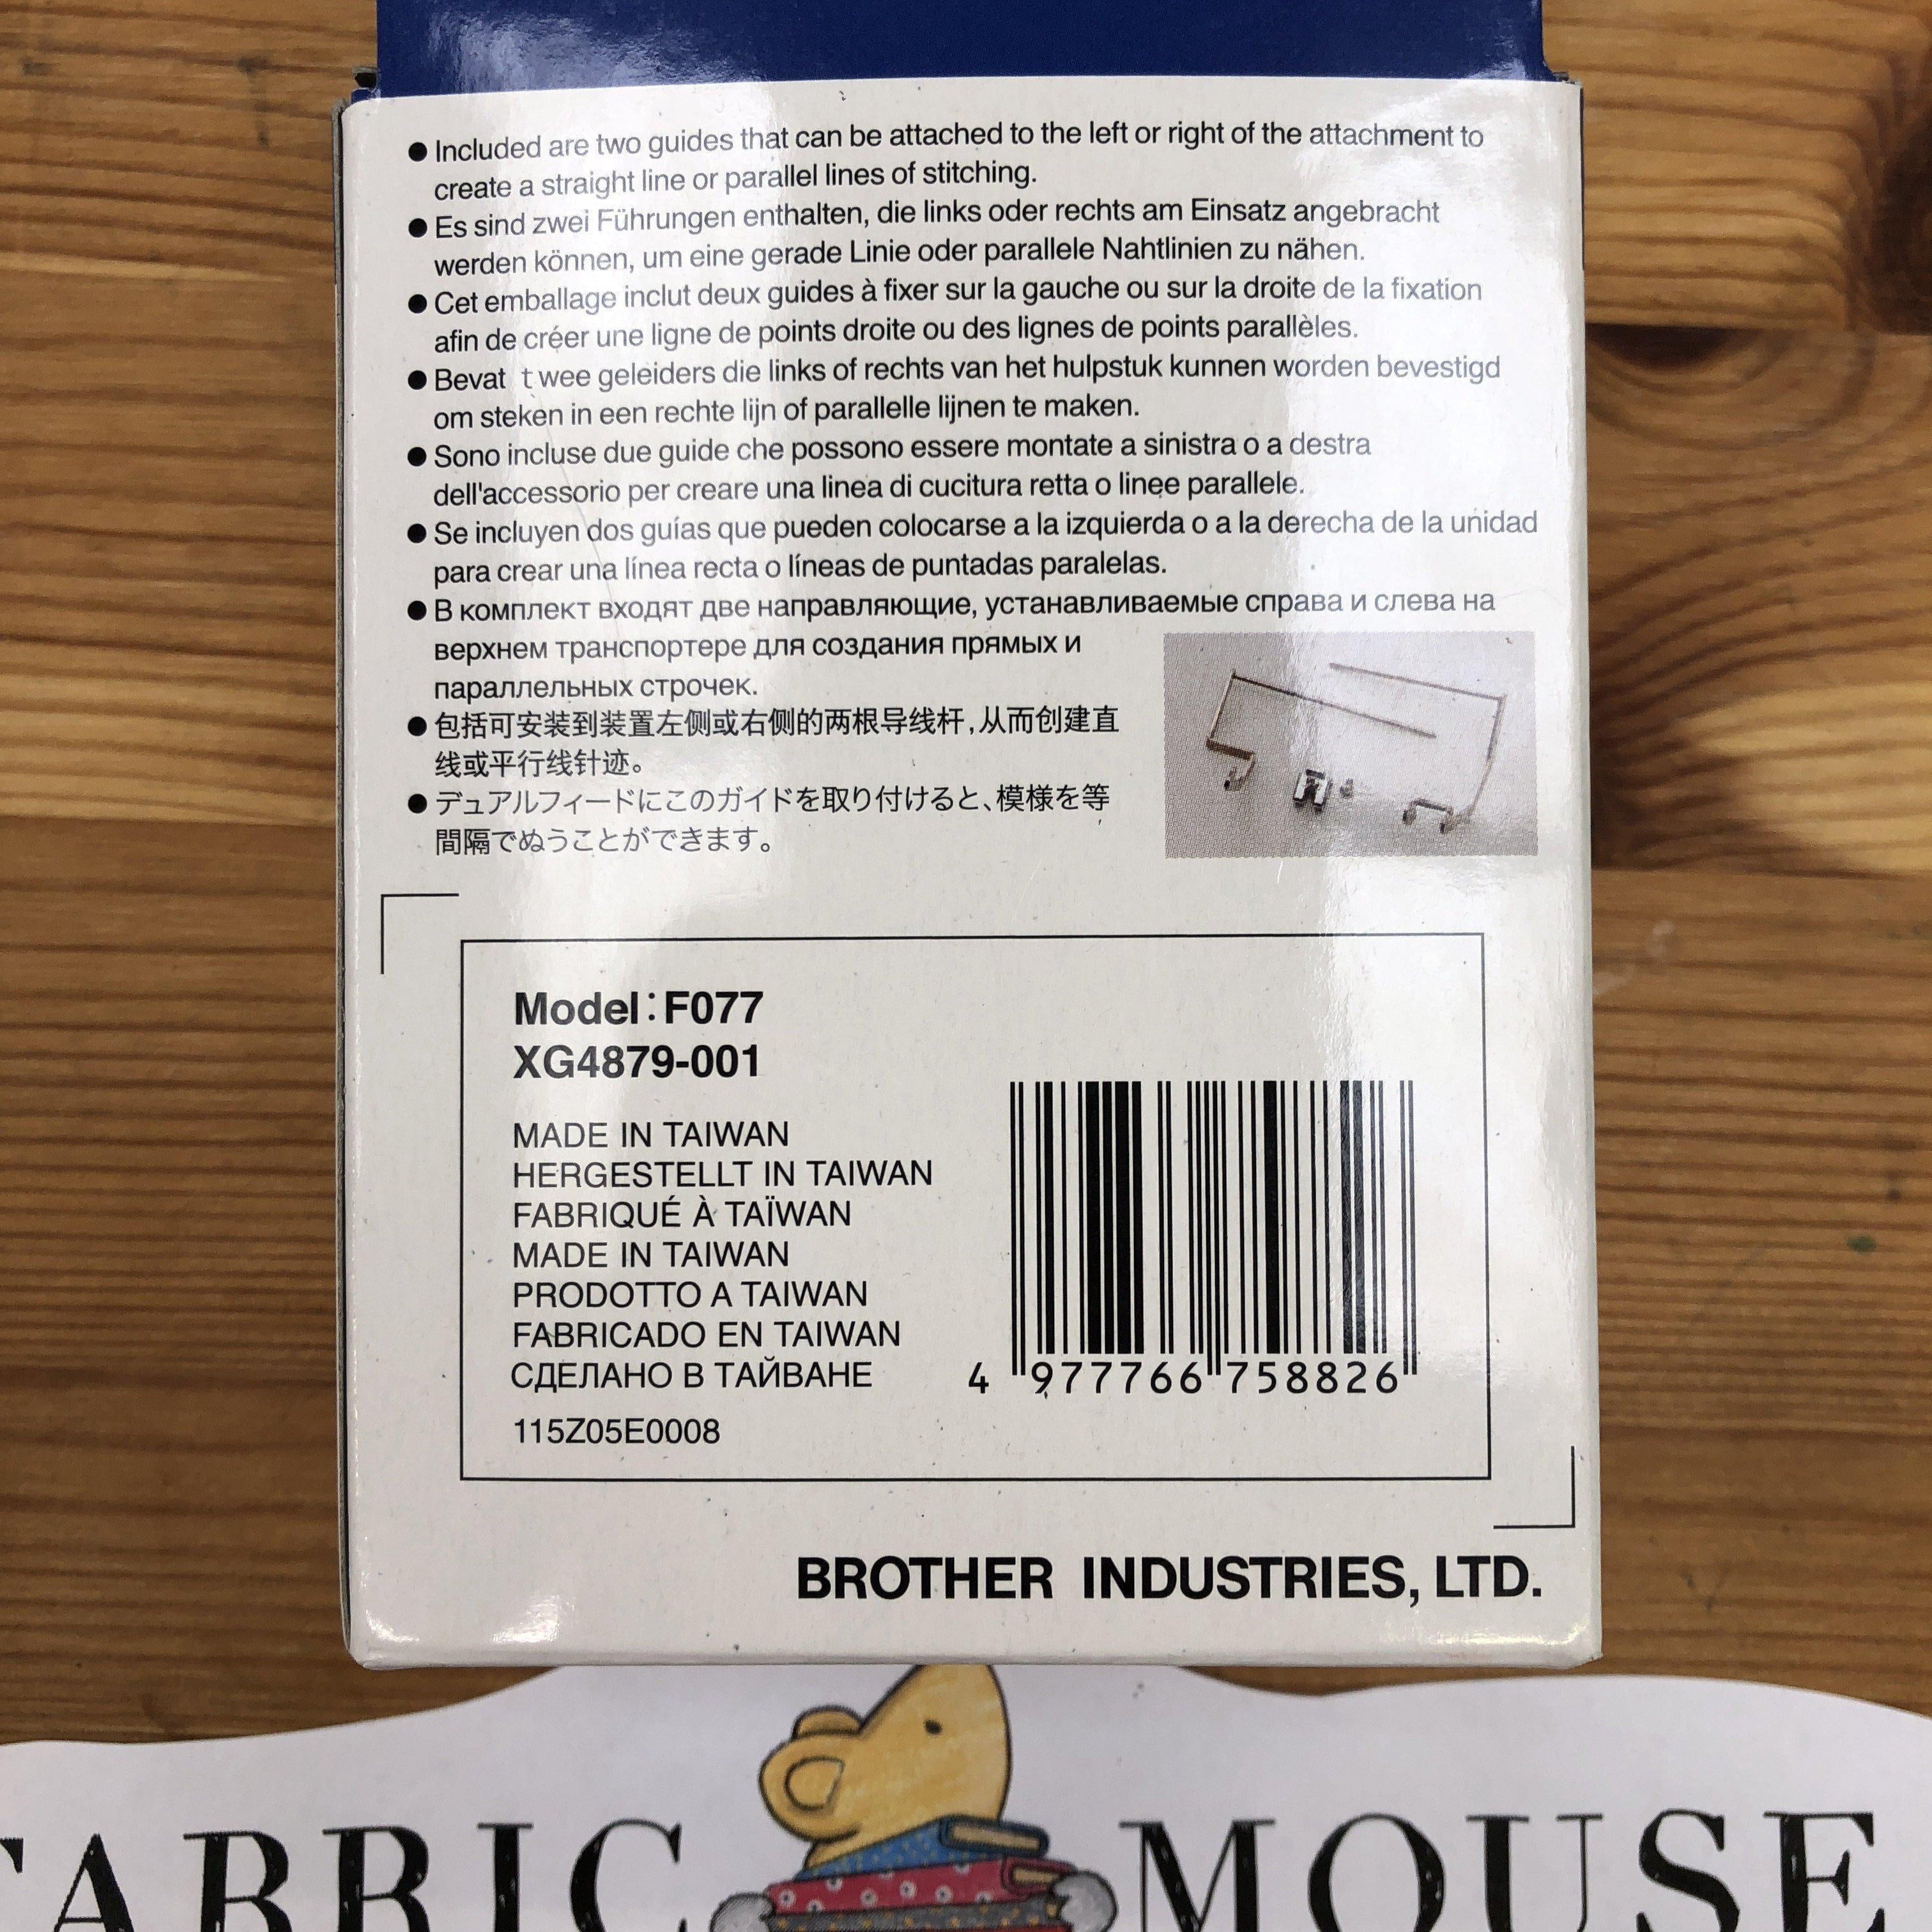 ● Included are two guides that can be attached to the left or right of the attachment to
create a straight line or parallel lines of stitching.
● Es sind zwei Führungen enthalten, die links oder rechts am Einsatz angebracht
werden können, um eine gerade Linie oder parallele Nahtlinien zu nähen.
● Cet emballage inclut deux guides à fixer sur la gauche ou sur la droite de la fixation
afin de créer une ligne de points droite ou des lignes de points parallèles.
● Bevat twee geleiders die links of rechts van het hulpstuk kunnen worden bevestigd
om steken in een rechte lijn of parallelle lijnen te maken.
● Sono incluse due guide che possono essere montate a sinistra o a destra
dell'accessorio per creare una linea di cucitura retta o linee parallele.
● Se incluyen dos guías que pueden colocarse a la izquierda o a la derecha de la unidad
para crear una línea recta o líneas de puntadas paralelas.
● В комплект входят две направляющие, устанавливаемые справа и слева на
верхнем транспортере для создания прямых и
параллельных строчек.
● 包括可安装到装置左侧或右侧的两根导线杆,从而创建直
线或平行线针迹。
● デュアルフィードにこのガイドを取り付けると、模様を等
間隔でぬうことができます。
Model:F077
XG4879-001
MADE IN TAIWAN
HERGESTELLT IN TAIWAN
FABRIQUÉ À TAÏWAN
MADE IN TAIWAN
PRODOTTO A TAIWAN
FABRICADO EN TAIWAN
СДЕЛАНО В ТАЙВАНЕ
115Z05E0008
4 977766 758826
BROTHER INDUSTRIES, LTD.
FABRIC MOUSE